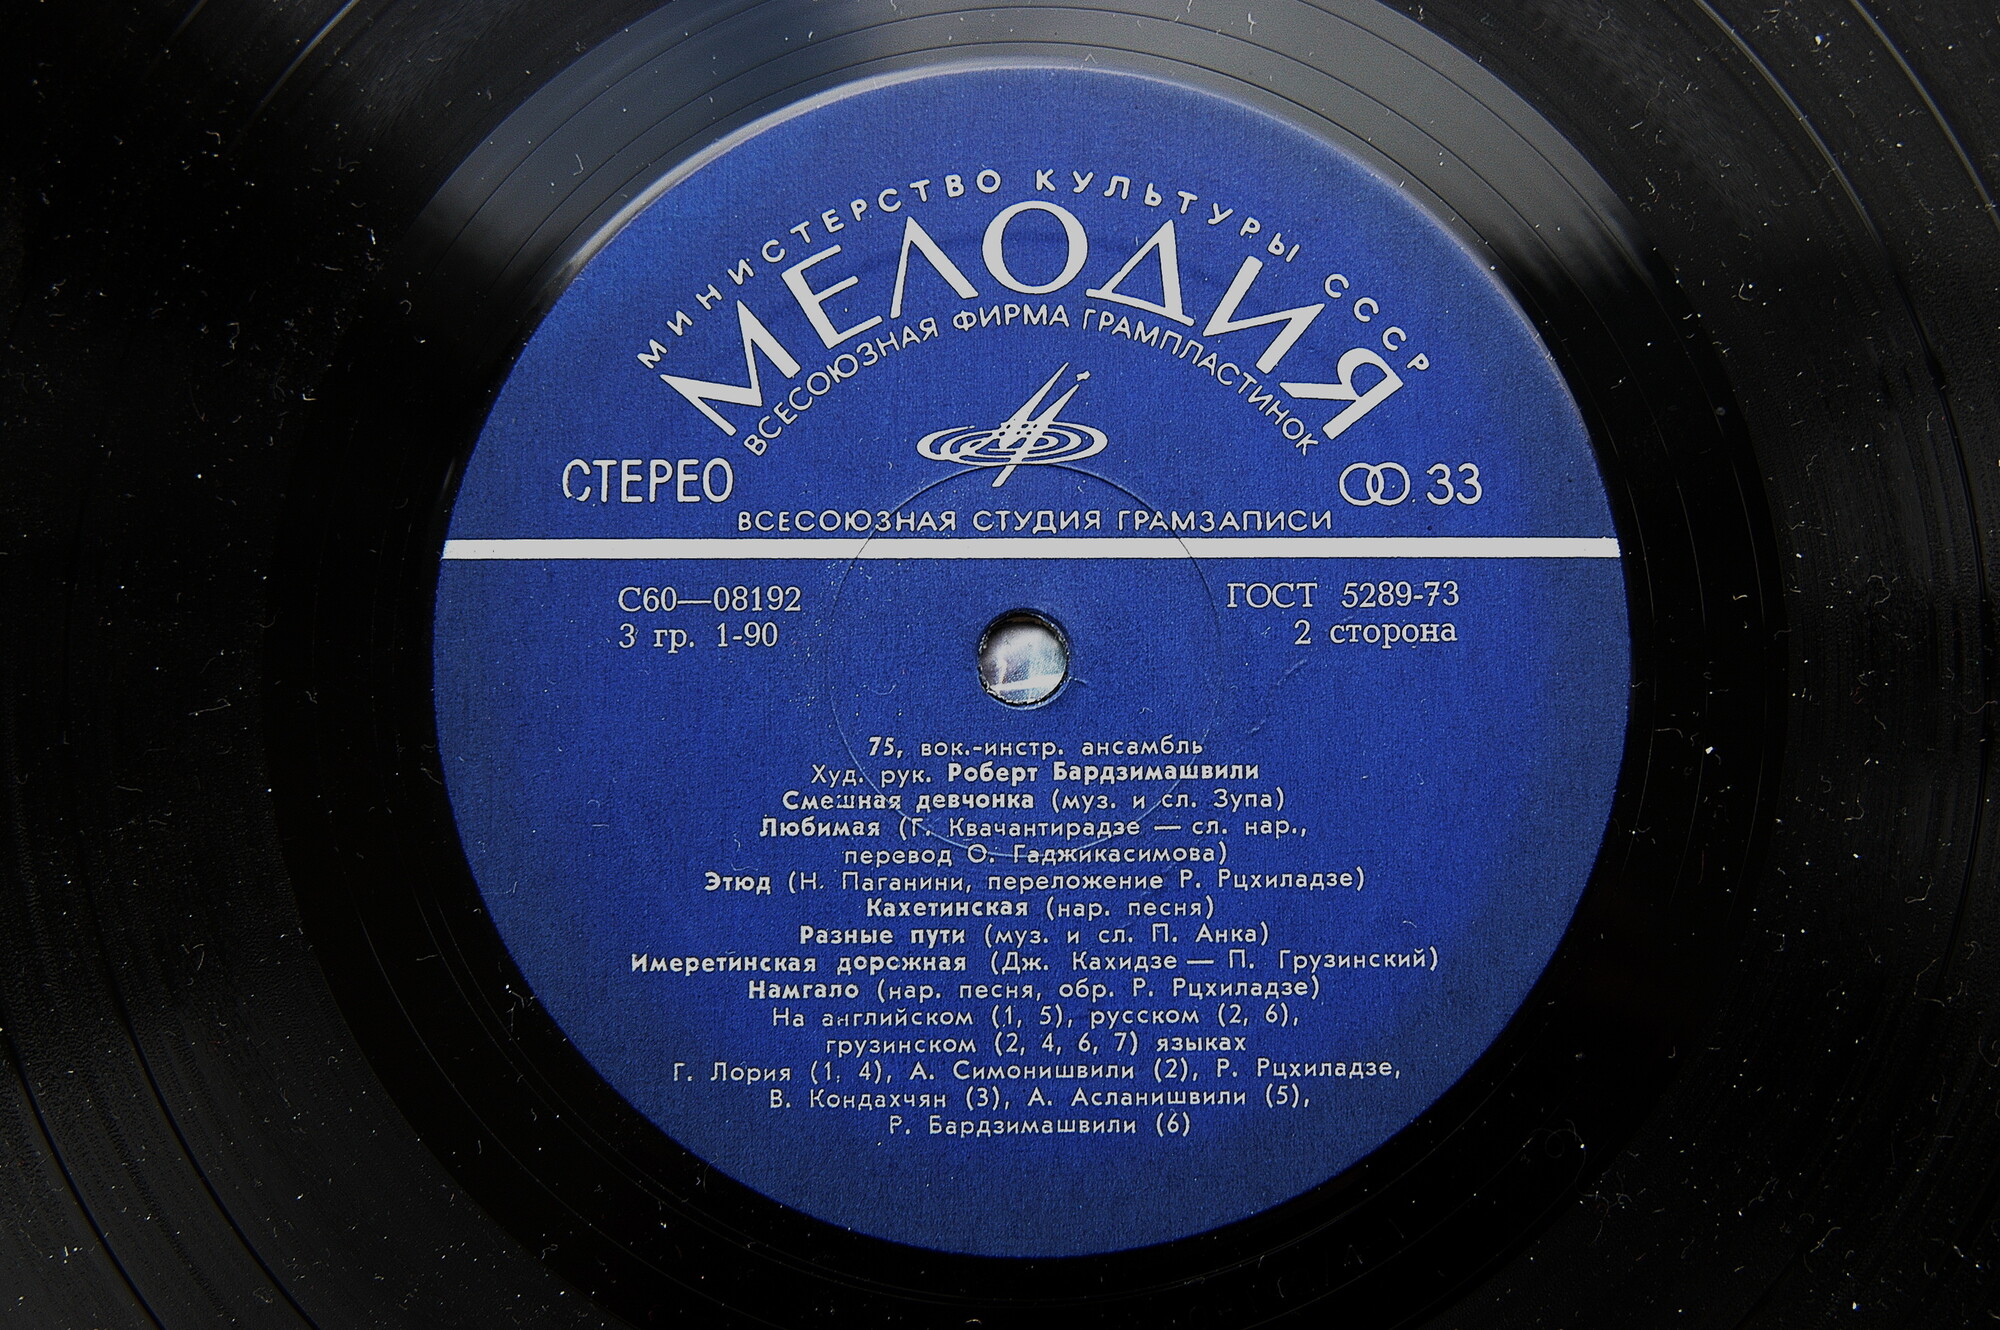 МИНИСТЕРСТВО КУЛЬТУРЫ СССР
МЕЛОДИЯ
ВСЕСОЮЗНАЯ ФИРМА ГРАМПЛАСТИНОК
СТЕРЕО
33
ВСЕСОЮЗНАЯ СТУДИЯ ГРАМЗАПИСИ
С60—08192
ГОСТ 5289-73
3 гр. 1-90
2 сторона
75, вок.-инстр. ансамбль
Худ. рук. Роберт Бардзимашвили
Смешная девчонка (муз. и сл. Зупа)
Любимая (Г. Квачантирадзе — сл. нар.,
перевод О. Гаджикасимова)
Этюд (Н. Паганини, переложение Р. Рцхиладзе)
Кахетинская (нар. песня)
Разные пути (муз. и сл. П. Анка)
Имеретинская дорожная (Дж. Кахидзе — П. Грузинский)
Намгало (нар. песня, обр. Р. Рцхиладзе)
На английском (1, 5), русском (2, 6),
грузинском (2, 4, 6, 7) языках
Г. Лория (1, 4), А. Симонишвили (2), Р. Рцхиладзе,
В. Кондахчян (3), А. Асланишвили (5),
Р. Бардзимашвили (6)